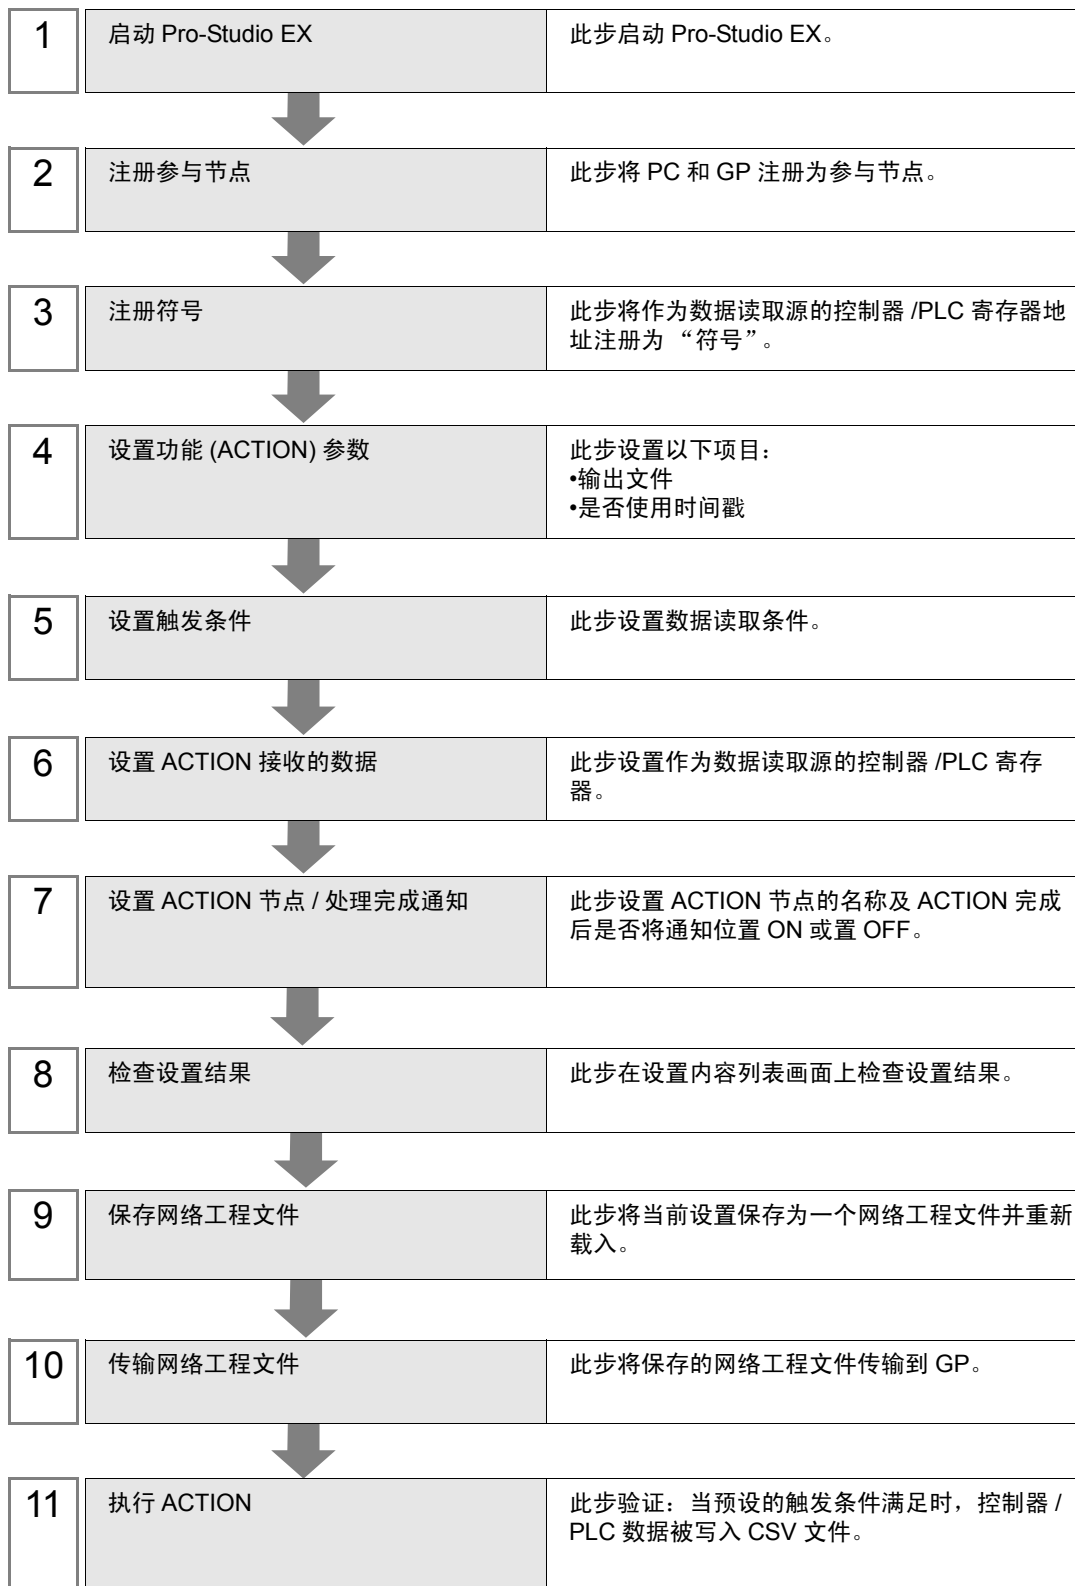 1
启动 Pro-Studio EX
此步启动 Pro-Studio EX。
2
注册参与节点
此步将 PC 和 GP 注册为参与节点。
3
注册符号
此步将作为数据读取源的控制器 /PLC 寄存器地
址注册为 “符号”。
4
设置功能 (ACTION) 参数
此步设置以下项目：
•输出文件
•是否使用时间戳
5
设置触发条件
此步设置数据读取条件。
6
设置 ACTION 接收的数据
此步设置作为数据读取源的控制器 /PLC 寄存
器。
7
设置 ACTION 节点 / 处理完成通知
此步设置 ACTION 节点的名称及 ACTION 完成
后是否将通知位置 ON 或置 OFF。
8
检查设置结果
此步在设置内容列表画面上检查设置结果。
9
保存网络工程文件
此步将当前设置保存为一个网络工程文件并重新
载入。
10
传输网络工程文件
此步将保存的网络工程文件传输到 GP。
11
执行 ACTION
此步验证：当预设的触发条件满足时，控制器 /
PLC 数据被写入 CSV 文件。